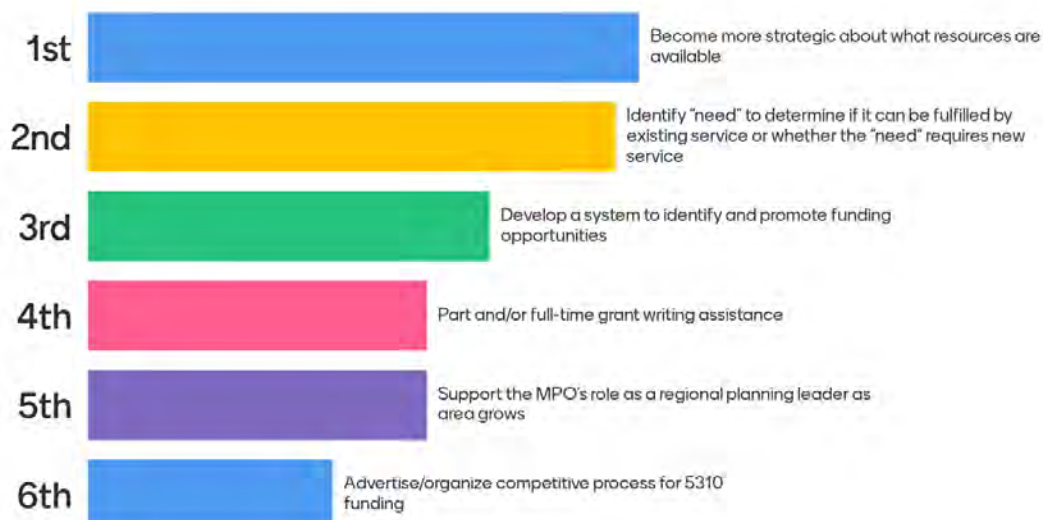 1st
Become more strategic about what resources are
available
2nd
Identify "need" to determine if it can be fulfilled by
existing service or whether the "need" requires new
service
3rd
Develop a system to identify and promote funding
opportunities
4th
Part and/or full-time grant writing assistance
5th
Support the MPO's role as a regional planning leader as
area grows
6th
Advertise/organize competitive process for 5310
funding